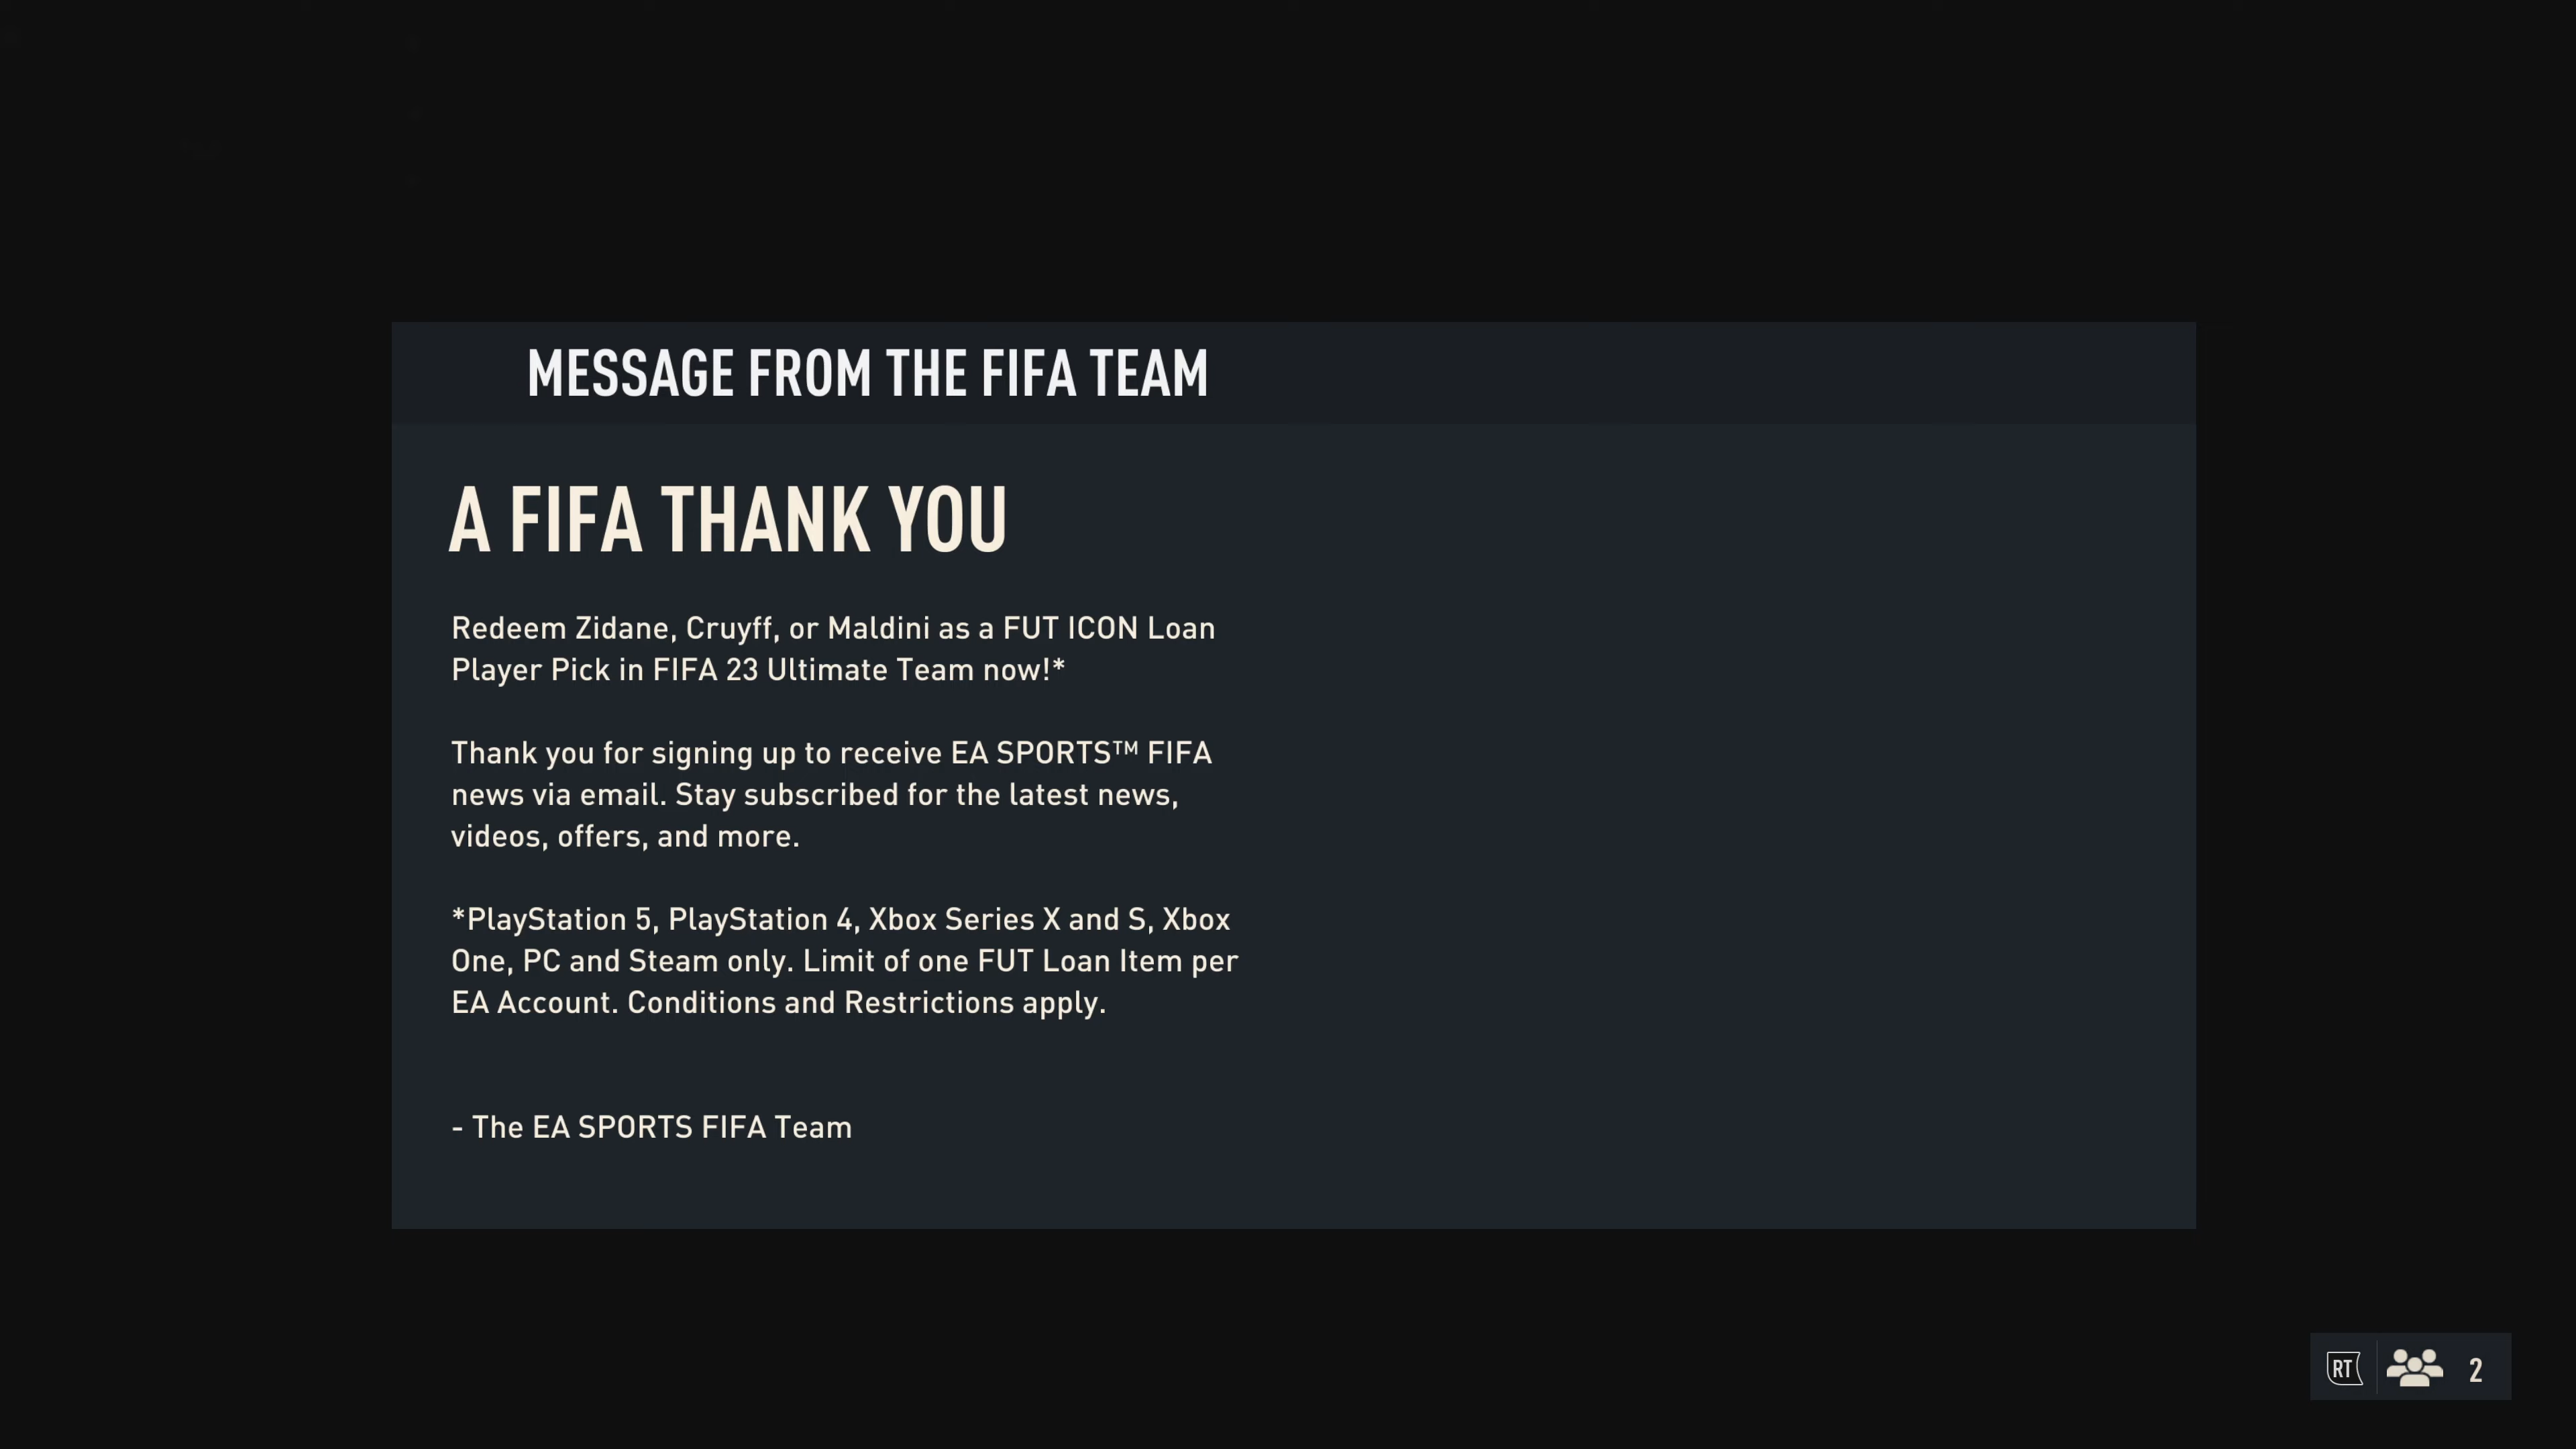 MESSAGE FROM THE FIFA TEAM
A FIFA THANK YOU
Redeem Zidane, Cruyff, or Maldini as a FUT ICON Loan
Player Pick in FIFA 23 Ultimate Team now!*
Thank you for signing up to receive EA SPORTS™ FIFA
news via email. Stay subscribed for the latest news,
videos, offers, and more.
*PlayStation 5, PlayStation 4, Xbox Series X and S, Xbox
One, PC and Steam only. Limit of one FUT Loan Item per
EA Account. Conditions and Restrictions apply.
- The EA SPORTS FIFA Team
RT 2